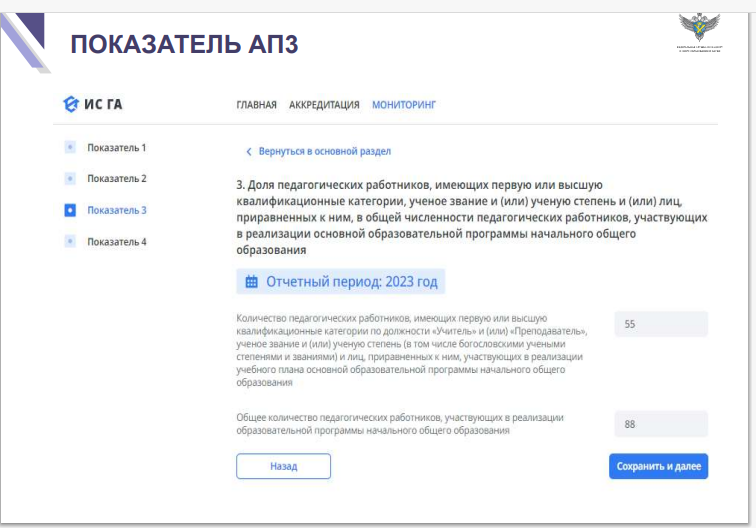 ПОКАЗАТЕЛЬ АП3
ИС ГА
ГЛАВНАЯ АККРЕДИТАЦИЯ МОНИТОРИНГ
Показатель 1
Показатель 2
Показатель 3
Показатель 4
Вернуться в основной раздел
3. Доля педагогических работников, имеющих первую или высшую
квалификационные категории, ученое звание и (или) ученую степень и (или) лиц,
приравненных к ним, в общей численности педагогических работников, участвующих
в реализации основной образовательной программы начального общего
образования
Отчетный период: 2023 год
Количество педагогических работников, имеющих первую или высшую
квалификационные категории по должности «Учитель» и (или) «Преподаватель»,
ученое звание и (или) ученую степень (в том числе богословскими учеными
степенями и званиями) и лиц, приравненных к ним, участвующих в реализации
учебного плана основной образовательной программы начального общего
образования
55
Общее количество педагогических работников, участвующих в реализации
образовательной программы начального общего образования
88
Назад
Сохранить и далее